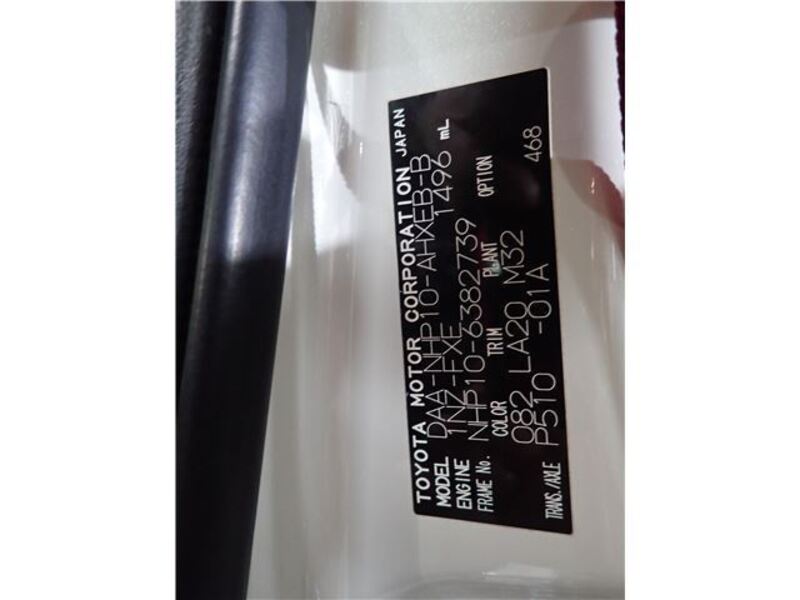 TOYOTA MOTOR CORPORATION JAPAN
MODEL DAA-NHP10-AHXEB-B
ENGINE 1NZ-FXE 1496 mL
FRAME No. NHP10-6382739
COLOR TRIM PLANT OPTION
082 LA20 M32 468
TRANS./AXLE P510 -01A